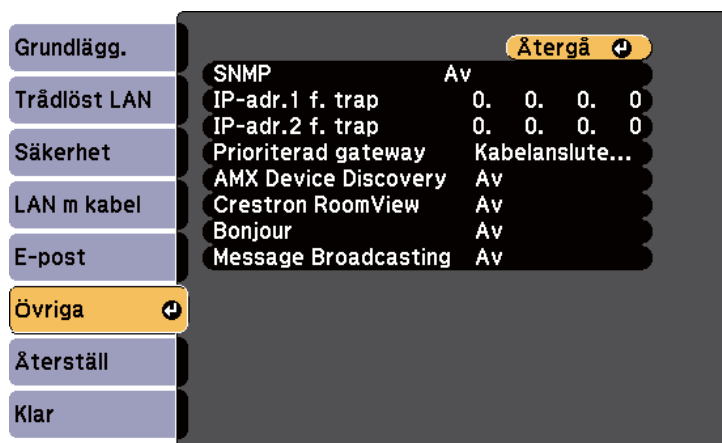 Grundlägg.
Trådlöst LAN
Säkerhet
LAN m kabel
E-post
Övriga
Återställ
Klar
Återgå
SNMP Av
IP-adr.1 f. trap 0. 0. 0. 0
IP-adr.2 f. trap 0. 0. 0. 0
Prioriterad gateway Kabelanslute...
AMX Device Discovery Av
Crestron RoomView Av
Bonjour Av
Message Broadcasting Av